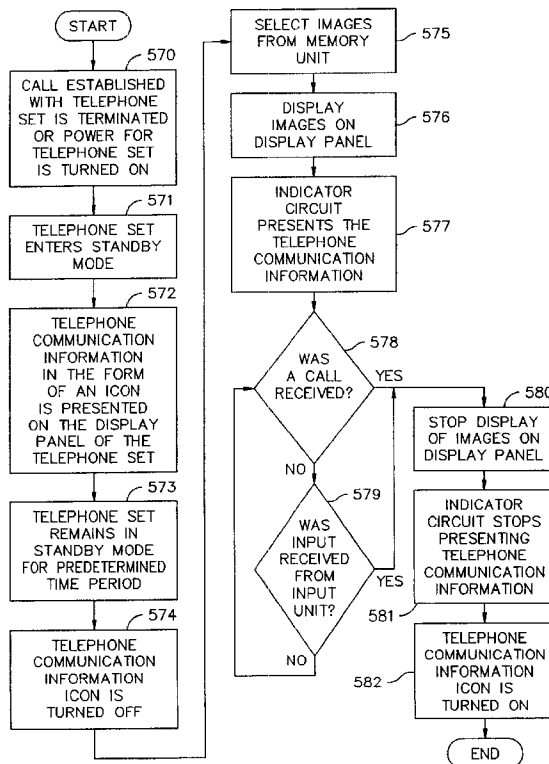 START
570
CALL ESTABLISHED
WITH TELEPHONE
SET IS TERMINATED
OR POWER FOR
TELEPHONE SET
IS TURNED ON
571
TELEPHONE SET
ENTERS STANDBY
MODE
572
TELEPHONE
COMMUNICATION
INFORMATION
IN THE FORM
OF AN ICON
IS PRESENTED
ON THE DISPLAY
PANEL OF THE
TELEPHONE SET
573
TELEPHONE SET
REMAINS IN
STANDBY MODE
FOR PREDETERMINED
TIME PERIOD
574
TELEPHONE
COMMUNICATION
INFORMATION
ICON IS
TURNED OFF
SELECT IMAGES
FROM MEMORY
UNIT
575
DISPLAY
IMAGES ON
DISPLAY PANEL
576
INDICATOR
CIRCUIT
PRESENTS THE
TELEPHONE
COMMUNICATION
INFORMATION
577
578
WAS
A CALL
RECEIVED?
YES
NO
579
WAS
INPUT
RECEIVED
FROM
INPUT
UNIT?
YES
NO
580
STOP DISPLAY
OF IMAGES ON
DISPLAY PANEL
INDICATOR
CIRCUIT STOPS
PRESENTING
TELEPHONE
COMMUNICATION
INFORMATION
581
TELEPHONE
COMMUNICATION
INFORMATION
ICON IS
TURNED ON
582
END